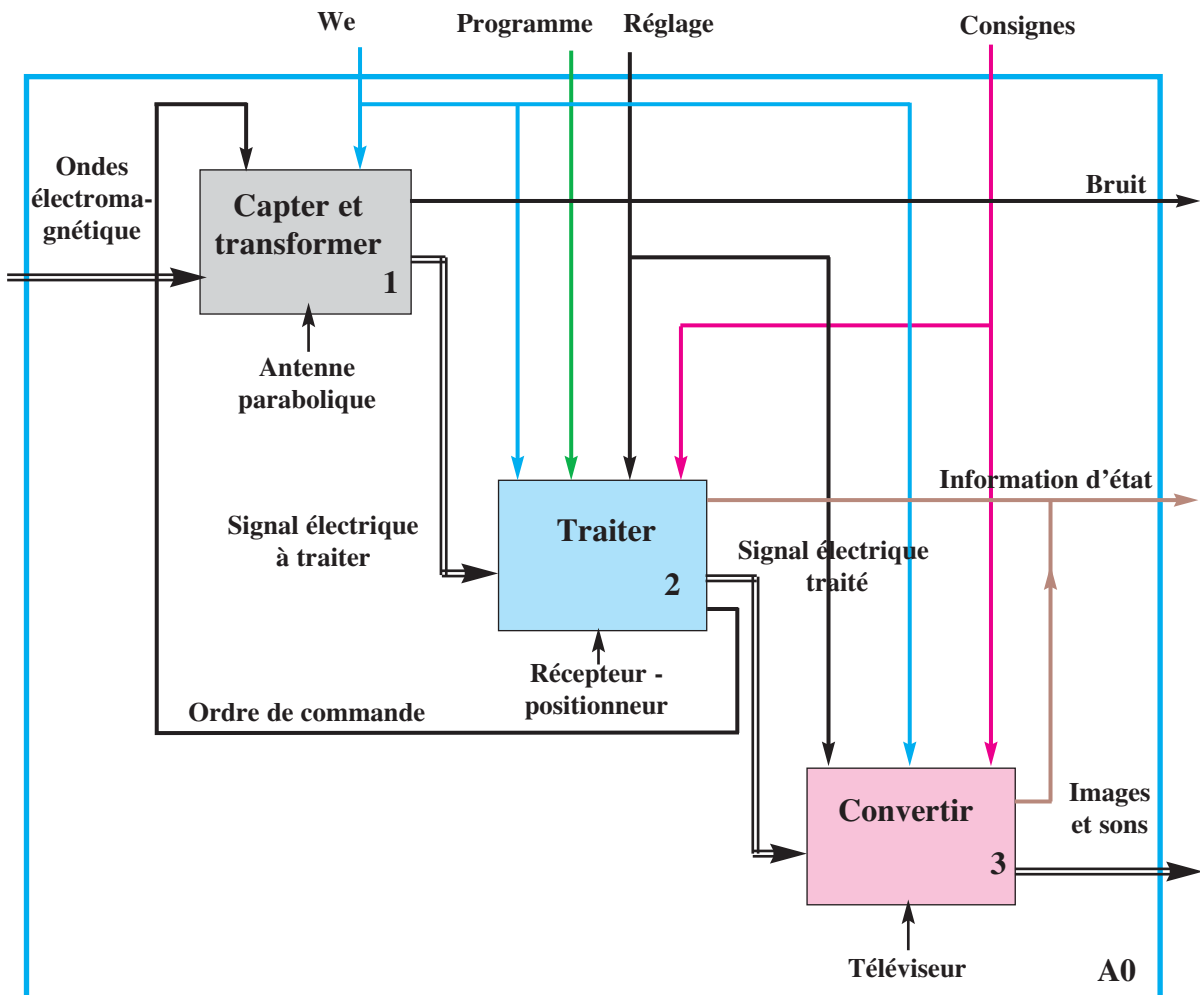 We
Programme
Réglage
Consignes
Ondes
électroma-
gnétique
Capter et
transformer
1
Bruit
Antenne
parabolique
Signal électrique
à traiter
Traiter
2
Information d'état
Signal électrique
traité
Récepteur -
positionneur
Ordre de commande
Convertir
3
Images
et sons
Téléviseur
A0